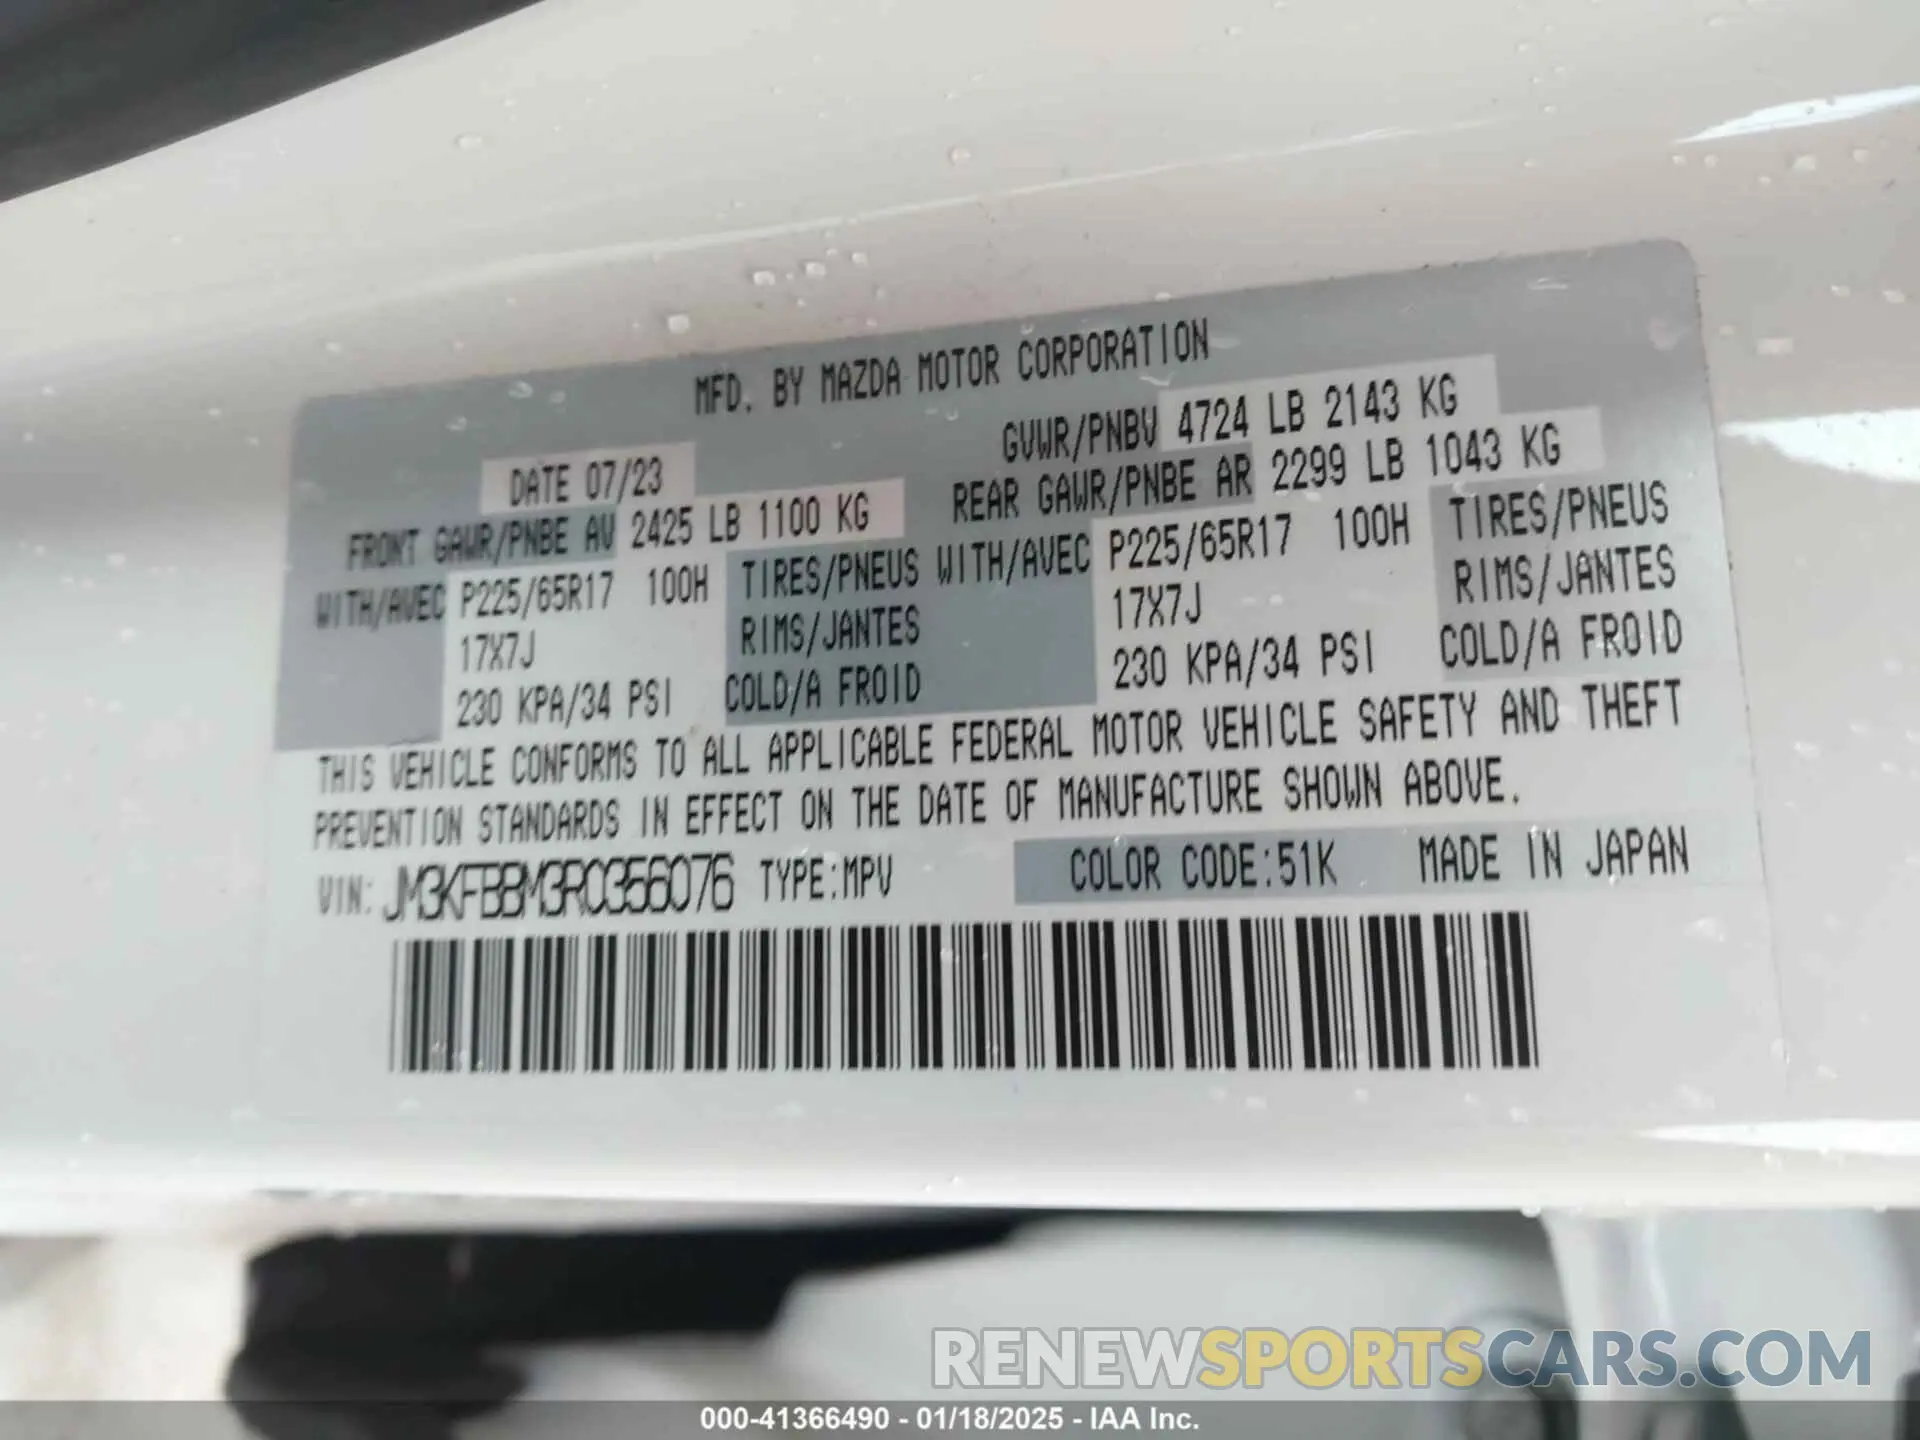 MFD. BY MAZDA MOTOR CORPORATION
GVWR/PNBV 4724 LB 2143 KG
DATE 07/23
FRONT GAWR/PNBE AV 2425 LB 1100 KG REAR GAWR/PNBE AR 2299 LB 1043 KG
WITH/AVEC P225/65R17 100H TIRES/PNEUS WITH/AVEC P225/65R17 100H TIRES/PNEUS
17X7J RIMS/JANTES 17X7J RIMS/JANTES
230 KPA/34 PSI COLD/A FROID 230 KPA/34 PSI COLD/A FROID
THIS VEHICLE CONFORMS TO ALL APPLICABLE FEDERAL MOTOR VEHICLE SAFETY AND THEFT
PREVENTION STANDARDS IN EFFECT ON THE DATE OF MANUFACTURE SHOWN ABOVE.
VIN: JM3KFBBM3R0356076 TYPE:MPV COLOR CODE:51K MADE IN JAPAN
RENEWSPORTSCARS.COM
000-41366490 - 01/18/2025 - IAA Inc.